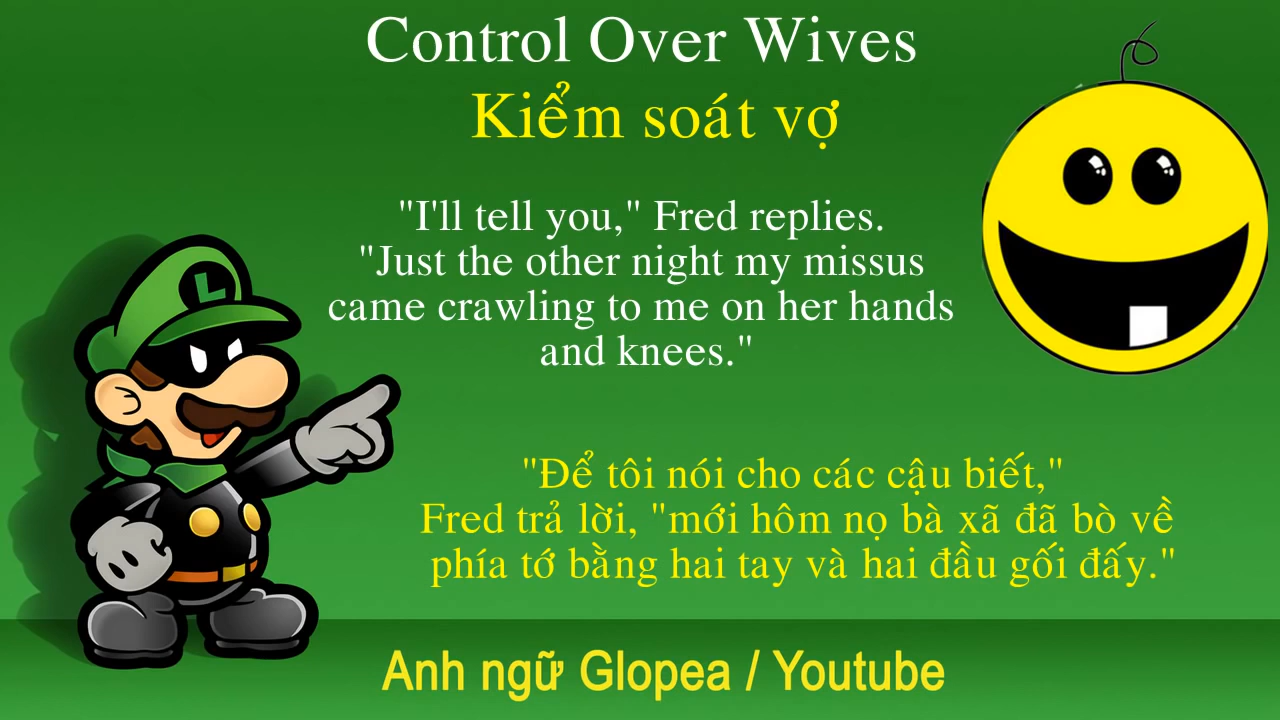 Control Over Wives
Kiểm soát vợ
"I'll tell you," Fred replies.
"Just the other night my missus
came crawling to me on her hands
and knees."
L
"Để tôi nói cho các cậu biết,"
Fred trả lời, "mới hôm nọ bà xã đã bò về
phía tớ bằng hai tay và hai đầu gối đấy."
Anh ngữ Glopea / Youtube